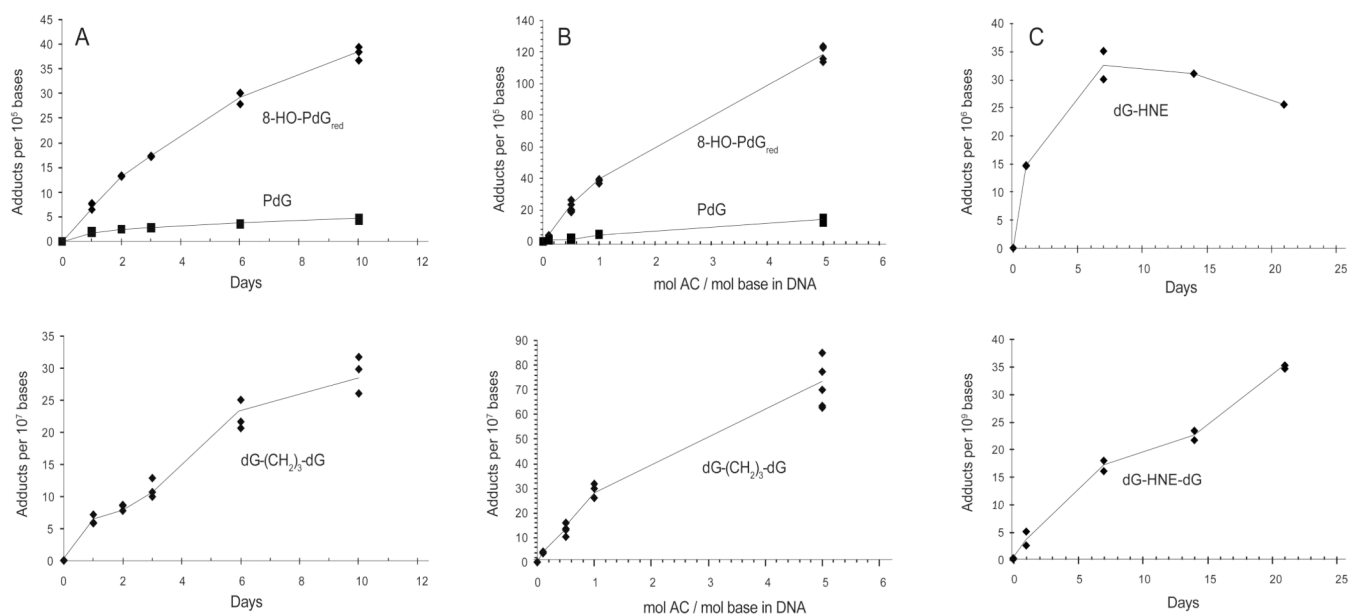 A
Adducts per 10⁵ bases
45
40
35
30
25
20
15
10
5
0
8-HO-PdG_red
PdG
0 2 4 6 8 10 12
Days
B
Adducts per 10⁵ bases
140
120
100
80
60
40
20
0
8-HO-PdG_red
PdG
0 1 2 3 4 5 6
mol AC / mol base in DNA
C
Adducts per 10⁶ bases
40
35
30
25
20
15
10
5
0
dG-HNE
0 5 10 15 20 25
Days
Adducts per 10⁷ bases
35
30
25
20
15
10
5
0
dG-(CH₂)₃-dG
0 2 4 6 8 10 12
Days
Adducts per 10⁷ bases
90
80
70
60
50
40
30
20
10
0
dG-(CH₂)₃-dG
0 1 2 3 4 5 6
mol AC / mol base in DNA
Adducts per 10⁹ bases
40
35
30
25
20
15
10
5
0
dG-HNE-dG
0 5 10 15 20 25
Days